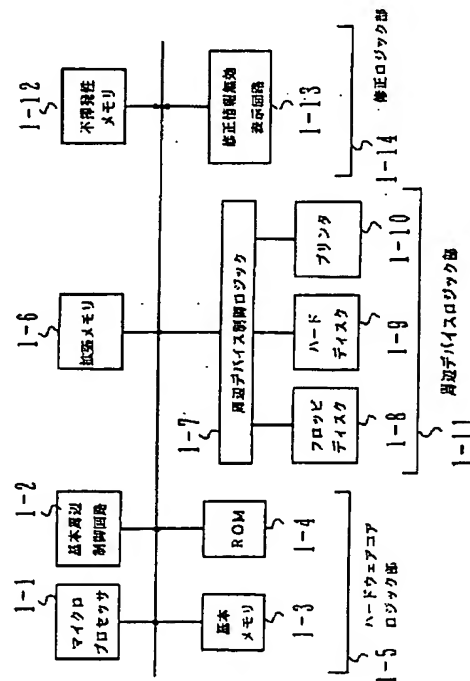 1-1
マイクロ
プロセッサ
1-2
基本周辺
制御回路
1-6
拡張メモリ
1-12
不揮発性
メモリ
1-3
基本
メモリ
1-4
ROM
1-5
ハードウェアコア
ロジック部
1-7
周辺デバイス制御ロジック
1-8
フロッピ
ディスク
1-9
ハード
ディスク
1-10
プリンタ
1-11
周辺デバイスロジック部
修正情報無効
表示回路
1-13
1-14
修正ロジック部